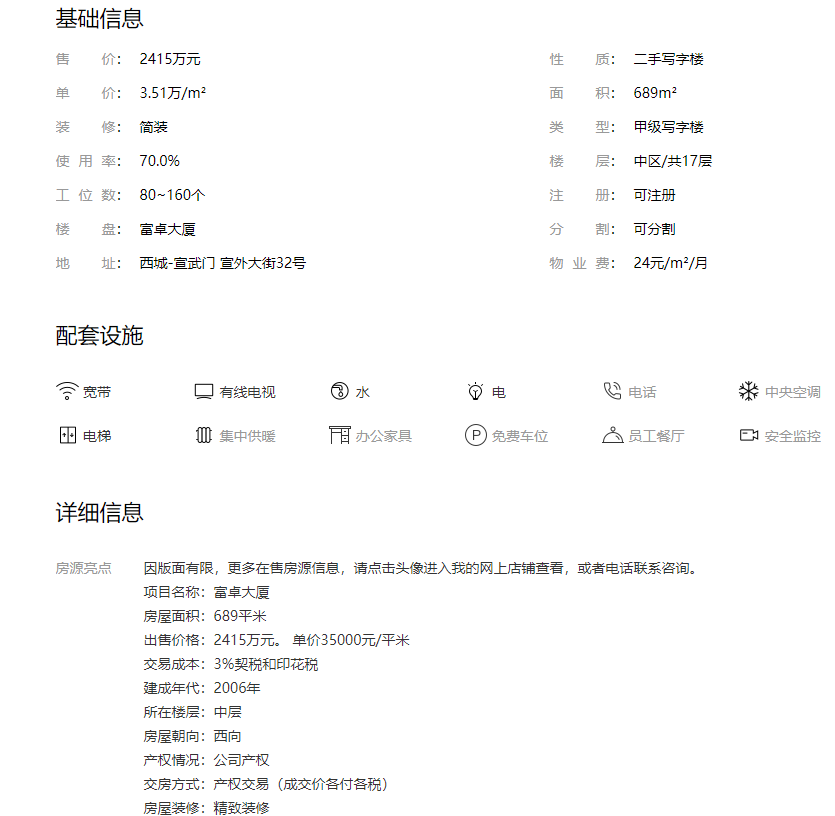 基础信息
售价： 2415万元 性质： 二手写字楼
单价： 3.51万/m² 面积： 689m²
装修： 简装 类型： 甲级写字楼
使用率： 70.0% 楼层： 中区/共17层
工位数： 80~160个 注册： 可注册
楼盘： 富卓大厦 分割： 可分割
地址： 西城-宣武门 宣外大街32号 物业费： 24元/m²/月
配套设施
宽带 有线电视 水 电 电话 中央空调
电梯 集中供暖 办公家具 免费车位 员工餐厅 安全监控
详细信息
房源亮点 因版面有限，更多在售房源信息，请点击头像进入我的网上店铺查看，或者电话联系咨询。
项目名称：富卓大厦
房屋面积：689平米
出售价格：2415万元。 单价35000元/平米
交易成本：3%契税和印花税
建成年代：2006年
所在楼层：中层
房屋朝向：西向
产权情况：公司产权
交房方式：产权交易（成交价各付各税）
房屋装修：精致装修